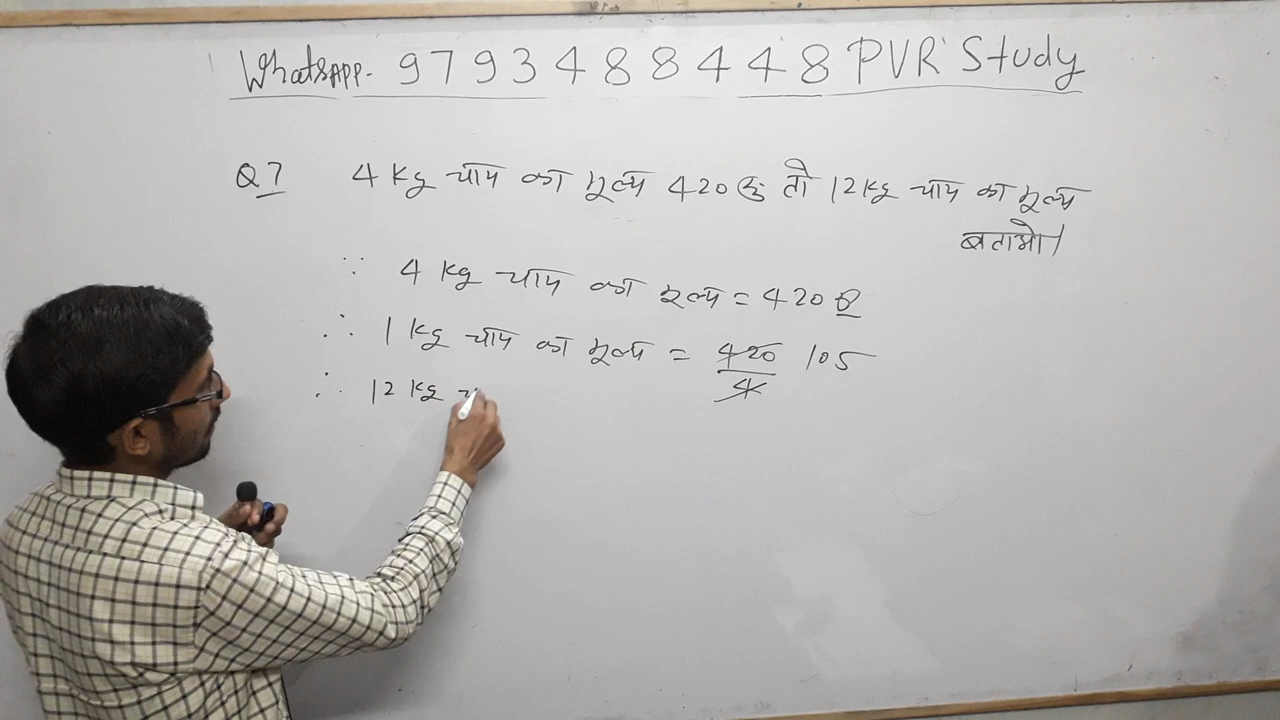 WhatsAPP- 9793488448 PVR Study
Q7 4 Kg चाय का मूल्य 420 रु तो 12 Kg चाय का मूल्य
बताओ।
∵ 4 Kg चाय का मूल्य = 420 रु
∴ 1 Kg चाय का मूल्य = 420/4 105
∴ 12 Kg